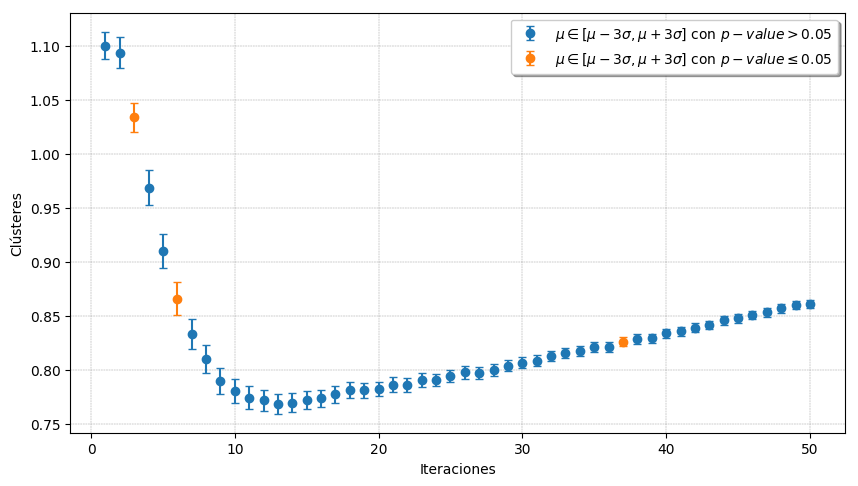 μ ∈ [μ − 3σ, μ + 3σ] con p − value > 0.05
μ ∈ [μ − 3σ, μ + 3σ] con p − value ≤ 0.05
1.10
1.05
1.00
0.95
0.90
0.85
0.80
0.75
Clústeres
0 10 20 30 40 50
Iteraciones